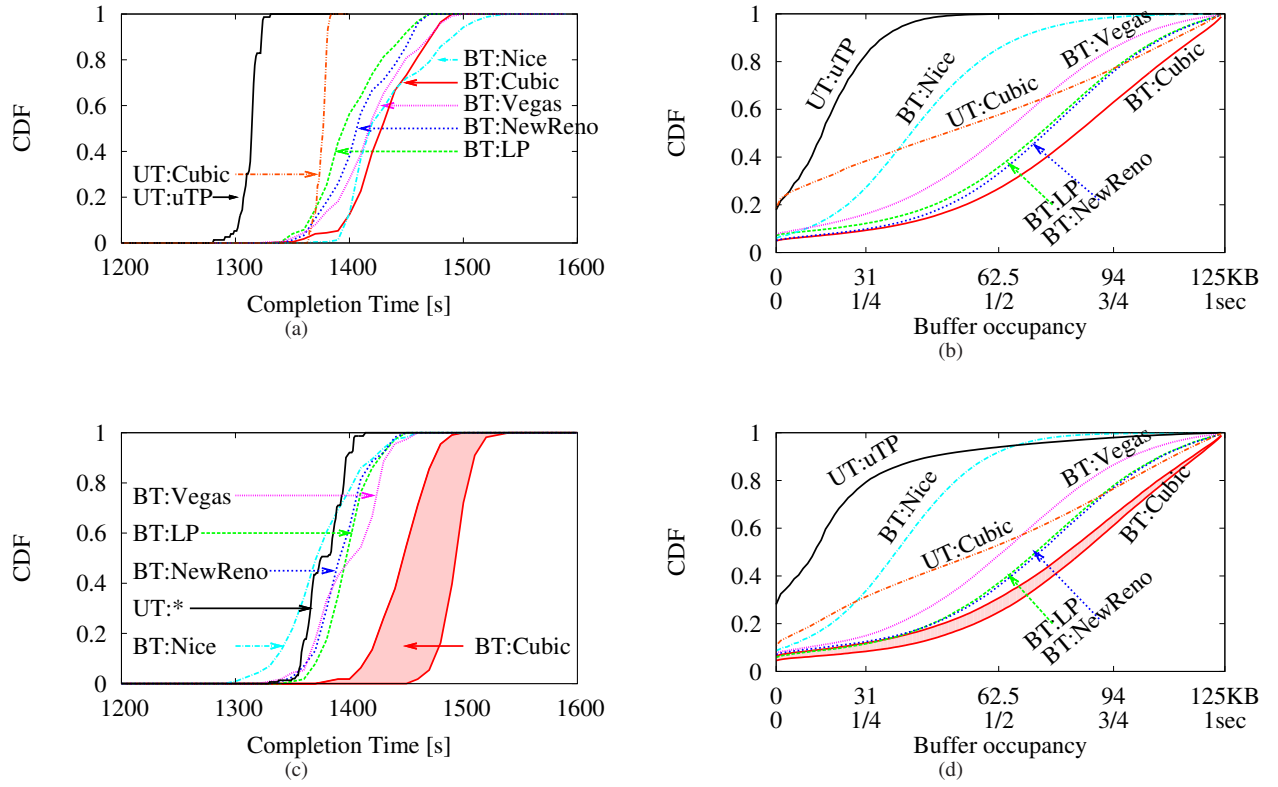 1
0.8
0.6
0.4
0.2
0
CDF
1200 1300 1400 1500 1600
Completion Time [s]
(a)
BT:Nice
BT:Cubic
BT:Vegas
BT:NewReno
BT:LP
UT:Cubic
UT:uTP
1
0.8
0.6
0.4
0.2
0
CDF
0 31 62.5 94 125KB
0 1/4 1/2 3/4 1sec
Buffer occupancy
(b)
UT:uTP
BT:Nice
UT:Cubic
BT:Vegas
BT:Cubic
BT:LP
BT:NewReno
1
0.8
0.6
0.4
0.2
0
CDF
1200 1300 1400 1500 1600
Completion Time [s]
(c)
BT:Vegas
BT:LP
BT:NewReno
UT:*
BT:Nice
BT:Cubic
1
0.8
0.6
0.4
0.2
0
CDF
0 31 62.5 94 125KB
0 1/4 1/2 3/4 1sec
Buffer occupancy
(d)
UT:uTP
BT:Nice
UT:Cubic
BT:Vegas
BT:Cubic
BT:LP
BT:NewReno